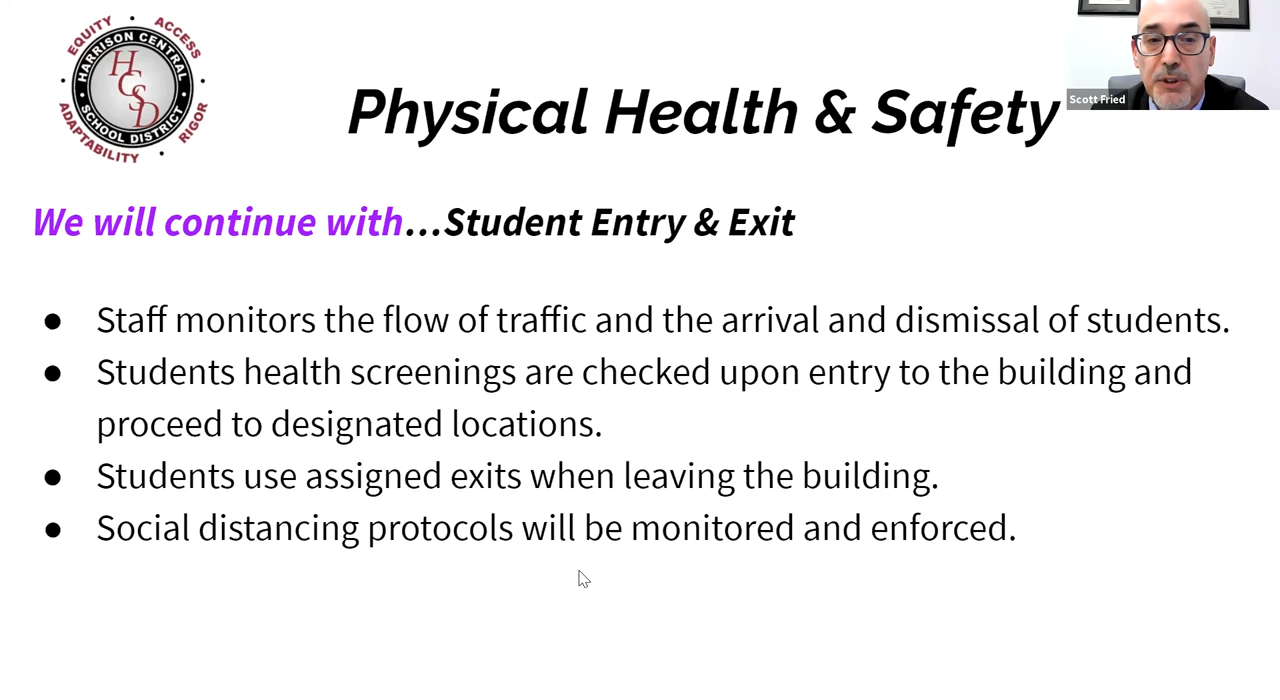 EQUITY
ACCESS
HARRISON CENTRAL
HCSD
SCHOOL DISTRICT
ADAPTABILITY
RIGOR
Physical Health & Safety
Scott Fried
We will continue with...Student Entry & Exit
● Staff monitors the flow of traffic and the arrival and dismissal of students.
● Students health screenings are checked upon entry to the building and
proceed to designated locations.
● Students use assigned exits when leaving the building.
● Social distancing protocols will be monitored and enforced.